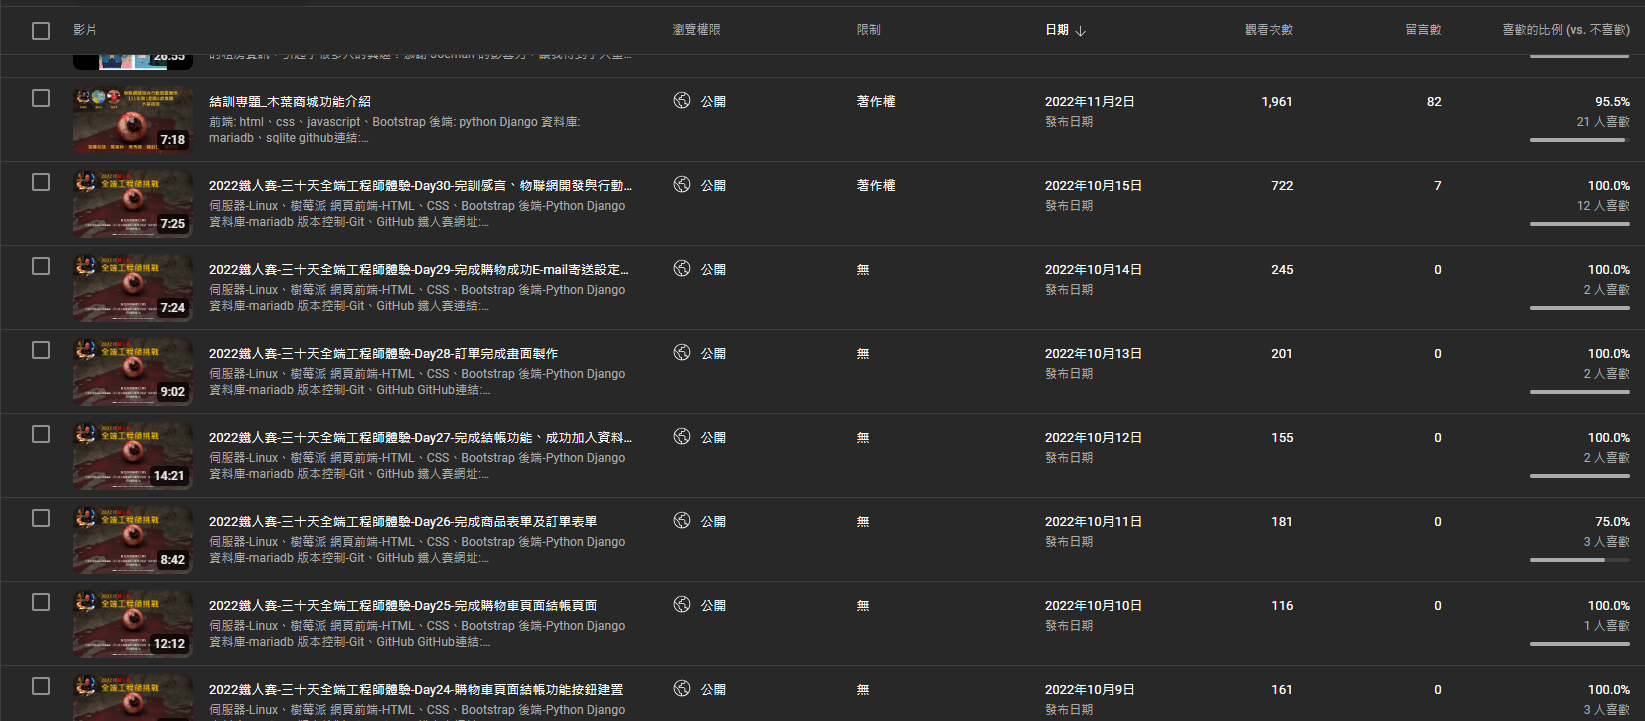 影片 瀏覽權限 限制 日期 ↓ 觀看次數 留言數 喜歡的比例 (vs. 不喜歡)
26:55
結訓專題_木葉商城功能介紹 公開 著作權 2022年11月2日 1,961 82 95.5%
前端: html、css、javascript、Bootstrap 後端: python Django 資料庫: 發布日期 21 人喜歡
mariadb、sqlite github連結:...
7:18
2022鐵人賽-三十天全端工程師體驗-Day30-完訓感言、物聯網開發與行動... 公開 著作權 2022年10月15日 722 7 100.0%
伺服器-Linux、樹莓派 網頁前端-HTML、CSS、Bootstrap 後端-Python Django 發布日期 12 人喜歡
資料庫-mariadb 版本控制-Git、GitHub 鐵人賽網址:...
全端工程師挑戰
7:25
2022鐵人賽-三十天全端工程師體驗-Day29-完成購物成功E-mail寄送設定... 公開 無 2022年10月14日 245 0 100.0%
伺服器-Linux、樹莓派 網頁前端-HTML、CSS、Bootstrap 後端-Python Django 發布日期 2 人喜歡
資料庫-mariadb 版本控制-Git、GitHub 鐵人賽連結:...
全端工程師挑戰
7:24
2022鐵人賽-三十天全端工程師體驗-Day28-訂單完成畫面製作 公開 無 2022年10月13日 201 0 100.0%
伺服器-Linux、樹莓派 網頁前端-HTML、CSS、Bootstrap 後端-Python Django 發布日期 2 人喜歡
資料庫-mariadb 版本控制-Git、GitHub GitHub連結:...
全端工程師挑戰
9:02
2022鐵人賽-三十天全端工程師體驗-Day27-完成結帳功能、成功加入資料... 公開 無 2022年10月12日 155 0 100.0%
伺服器-Linux、樹莓派 網頁前端-HTML、CSS、Bootstrap 後端-Python Django 發布日期 2 人喜歡
資料庫-mariadb 版本控制-Git、GitHub 鐵人賽網址:...
全端工程師挑戰
14:21
2022鐵人賽-三十天全端工程師體驗-Day26-完成商品表單及訂單表單 公開 無 2022年10月11日 181 0 75.0%
伺服器-Linux、樹莓派 網頁前端-HTML、CSS、Bootstrap 後端-Python Django 發布日期 3 人喜歡
資料庫-mariadb 版本控制-Git、GitHub 鐵人賽網址:...
全端工程師挑戰
8:42
2022鐵人賽-三十天全端工程師體驗-Day25-完成購物車頁面結帳頁面 公開 無 2022年10月10日 116 0 100.0%
伺服器-Linux、樹莓派 網頁前端-HTML、CSS、Bootstrap 後端-Python Django 發布日期 1 人喜歡
資料庫-mariadb 版本控制-Git、GitHub GitHub連結:...
全端工程師挑戰
12:12
2022鐵人賽-三十天全端工程師體驗-Day24-購物車頁面結帳功能按鈕建置 公開 無 2022年10月9日 161 0 100.0%
伺服器-Linux、樹莓派 網頁前端-HTML、CSS、Bootstrap 後端-Python Django 發布日期 3 人喜歡
全端工程師挑戰